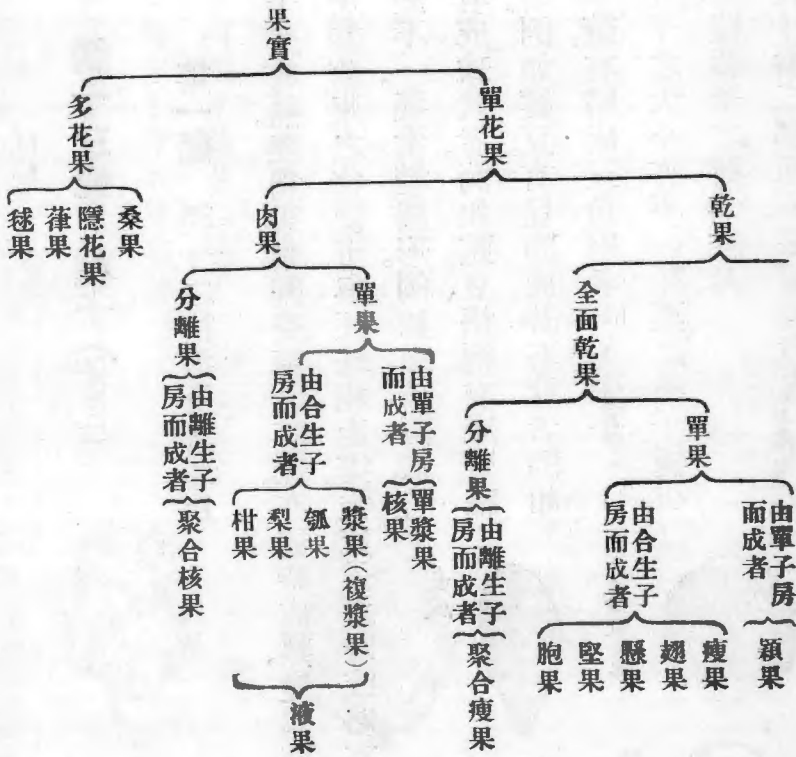 果實
單花果
多花果
乾果
肉果
桑果
隱花果
葎果
毬果
全面乾果
單果
分離果
單果
由單子房
而成者
由合生子
房而成者
分離果
由單子房
而成者
由合生子
房而成者
由離生子
房而成者
由離生子
房而成者
穎果
瘦果
翅果
懸果
堅果
胞果
聚合瘦果
單漿果
核果
漿果（複漿果）
瓠果
梨果
柑果
聚合核果
液果